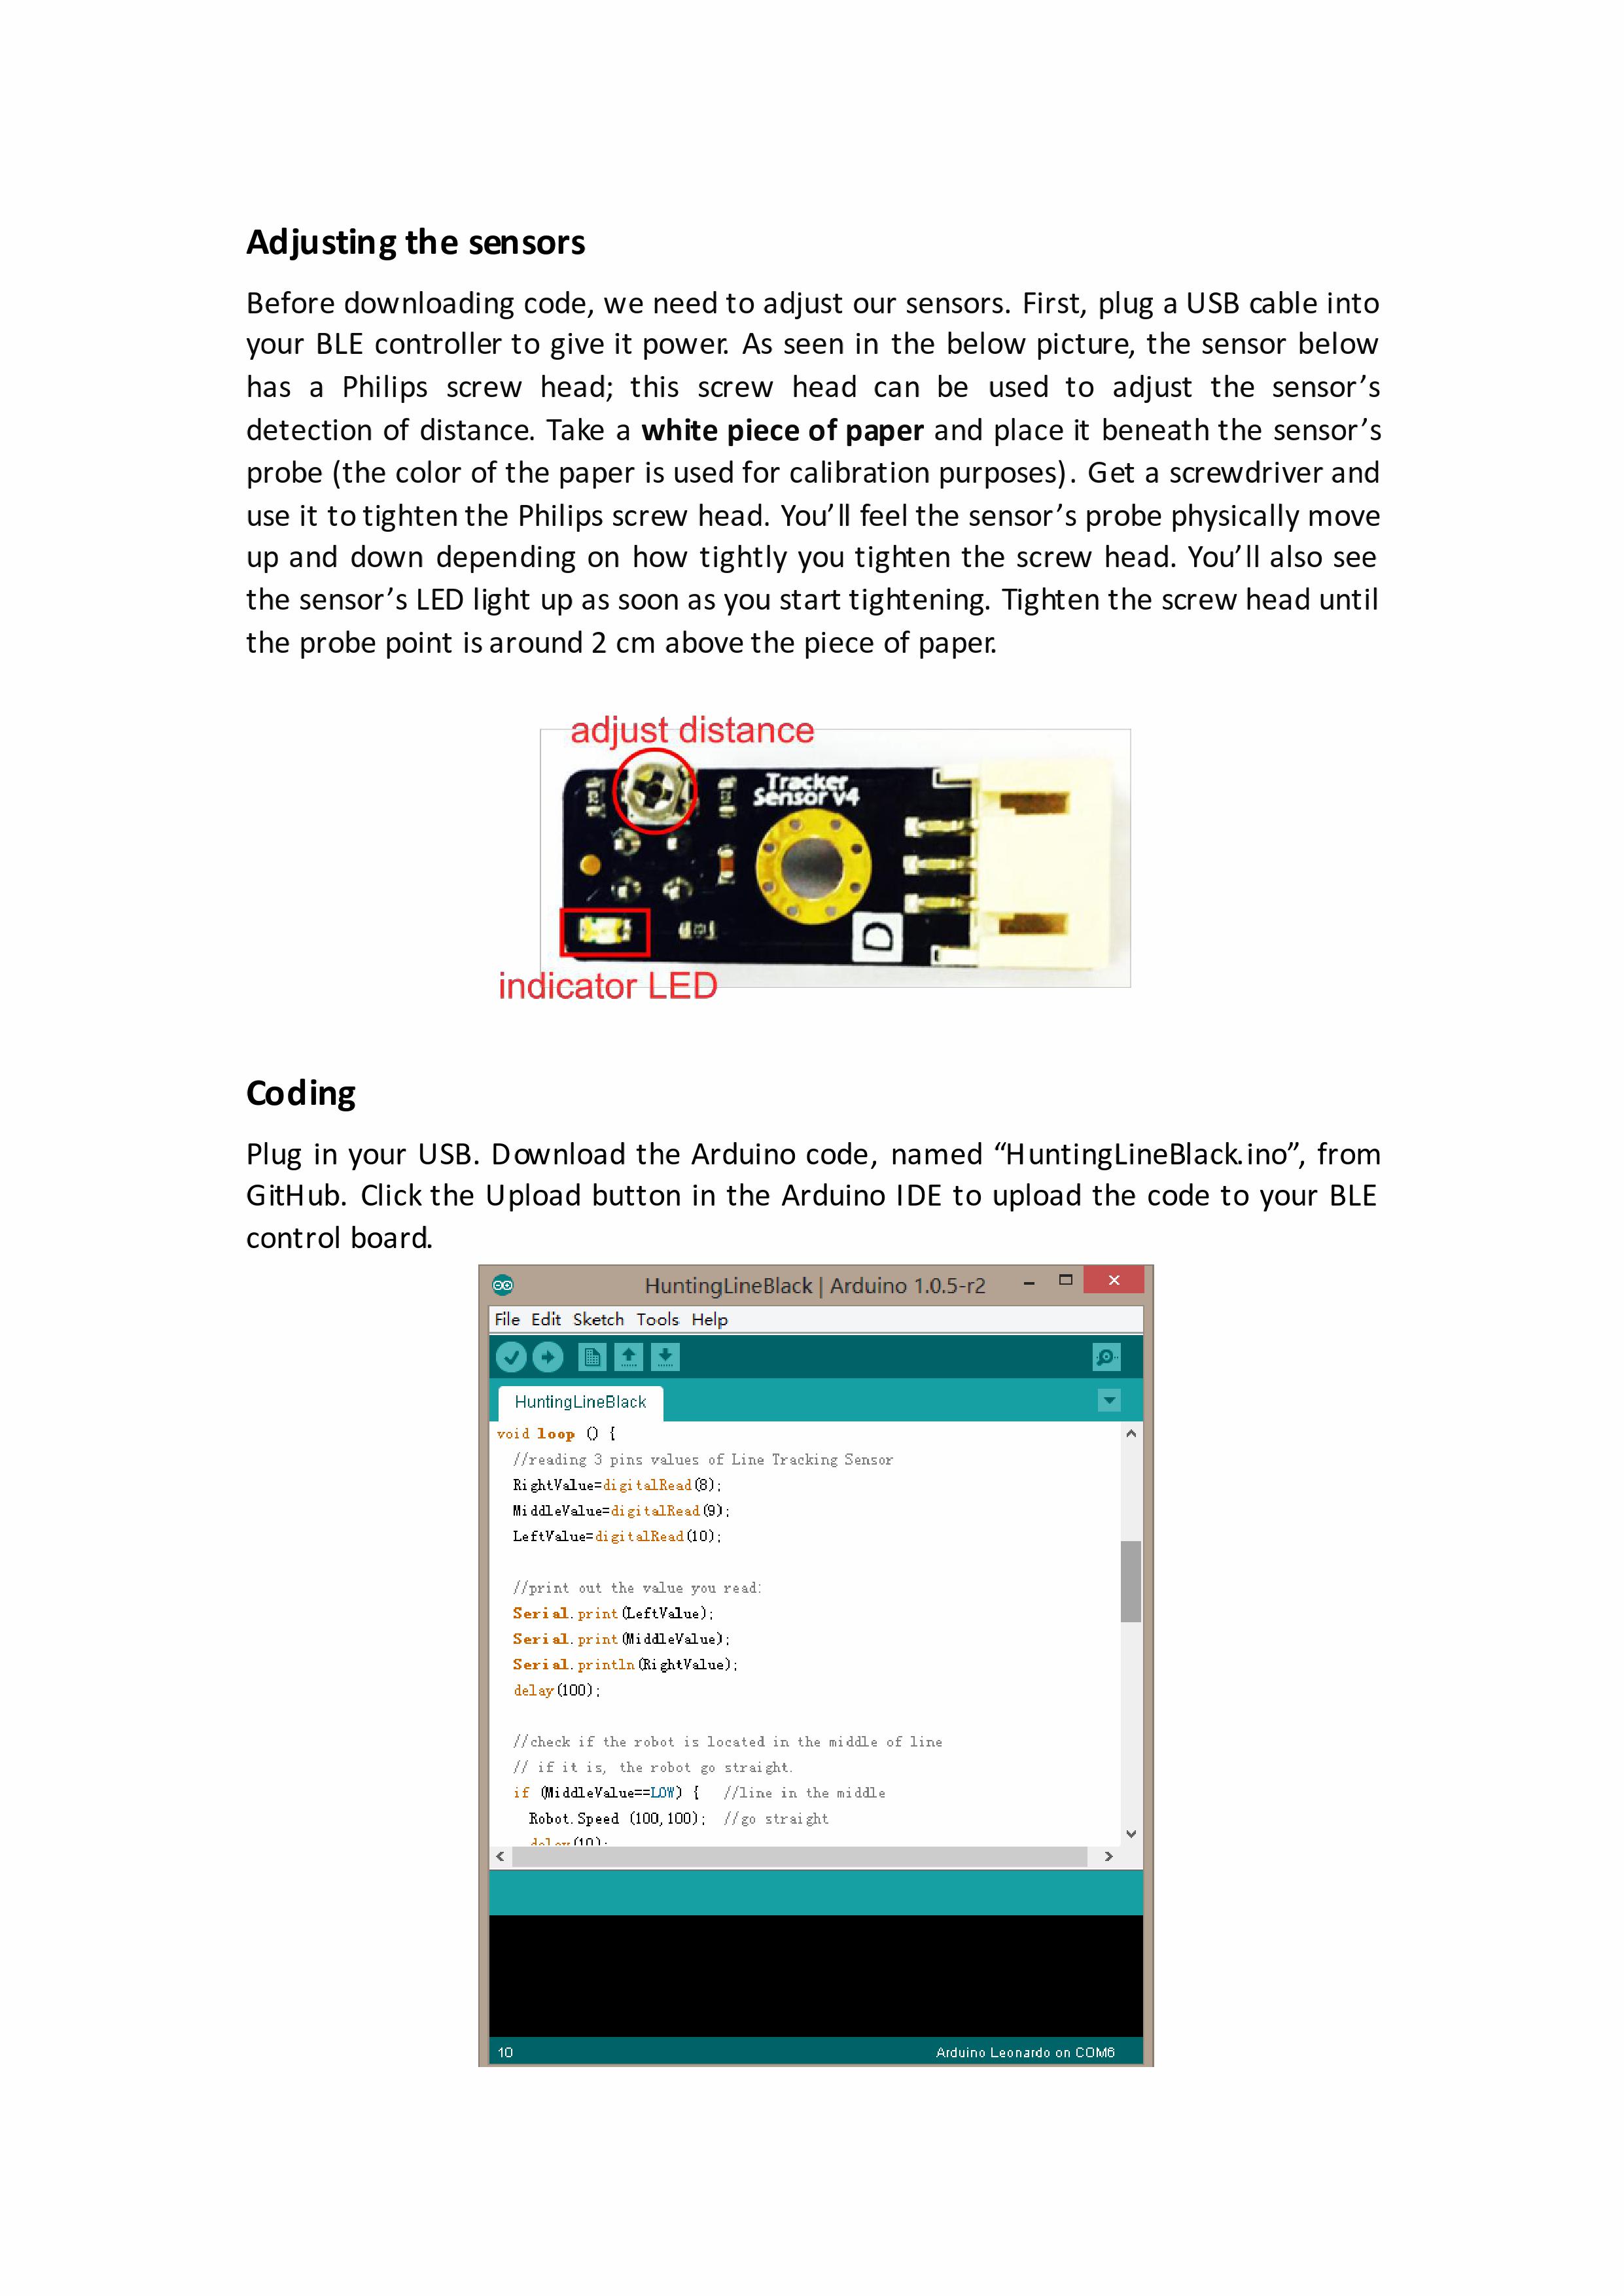 Adjusting the sensors
Before downloading code, we need to adjust our sensors. First, plug a USB cable into
your BLE controller to give it power. As seen in the below picture, the sensor below
has a Philips screw head; this screw head can be used to adjust the sensor’s
detection of distance. Take a white piece of paper and place it beneath the sensor’s
probe (the color of the paper is used for calibration purposes). Get a screwdriver and
use it to tighten the Philips screw head. You’ll feel the sensor’s probe physically move
up and down depending on how tightly you tighten the screw head. You’ll also see
the sensor’s LED light up as soon as you start tightening. Tighten the screw head until
the probe point is around 2 cm above the piece of paper.
adjust distance
Tracker
Sensor v4
D
indicator LED
Coding
Plug in your USB. Download the Arduino code, named “HuntingLineBlack.ino”, from
GitHub. Click the Upload button in the Arduino IDE to upload the code to your BLE
control board.
HuntingLineBlack | Arduino 1.0.5-r2
File Edit Sketch Tools Help
HuntingLineBlack
void loop () {
//reading 3 pins values of Line Tracking Sensor
RightValue=digitalRead(8);
MiddleValue=digitalRead(9);
LeftValue=digitalRead(10);
//print out the value you read:
Serial.print(LeftValue);
Serial.print(MiddleValue);
Serial.println(RightValue);
delay(100);
//check if the robot is located in the middle of line
// if it is, the robot go straight.
if (MiddleValue==LOW) { //line in the middle
Robot.Speed (100,100); //go straight
delay(10);
10
Arduino Leonardo on COM6